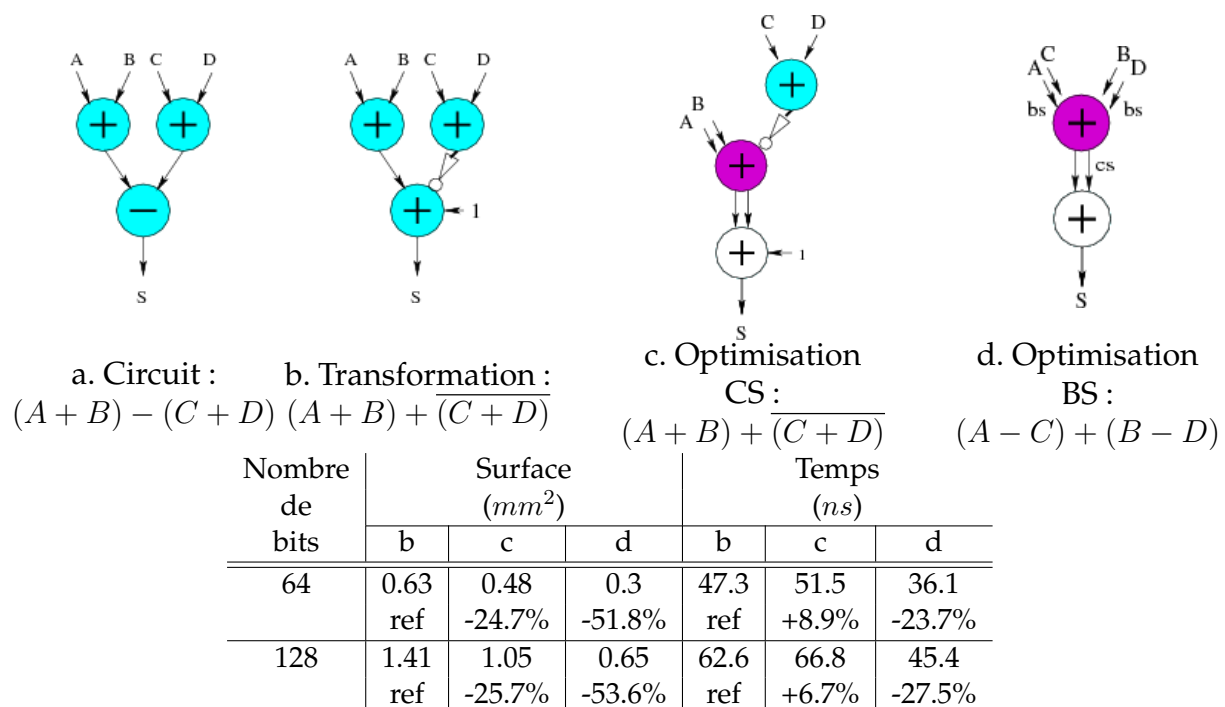 A B C D
+ +
−
S
a. Circuit :
(A + B) − (C + D)
A B C D
+ +
+ 1
S
b. Transformation :
(A + B) + \overline{(C + D)}
C D
+
B
A
+
+ 1
S
c. Optimisation
CS :
(A + B) + \overline{(C + D)}
C B
A D
bs + bs
cs
+
S
d. Optimisation
BS :
(A − C) + (B − D)
Nombre Surface Temps
de (mm²) (ns)
bits b c d b c d
64 0.63 0.48 0.3 47.3 51.5 36.1
ref -24.7% -51.8% ref +8.9% -23.7%
128 1.41 1.05 0.65 62.6 66.8 45.4
ref -25.7% -53.6% ref +6.7% -27.5%